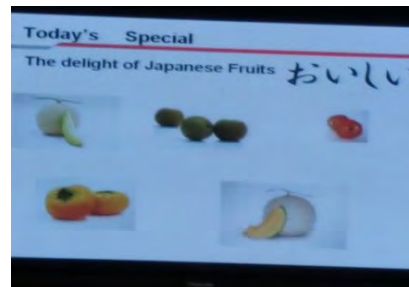 Today's Special
The delight of Japanese Fruits おいしい